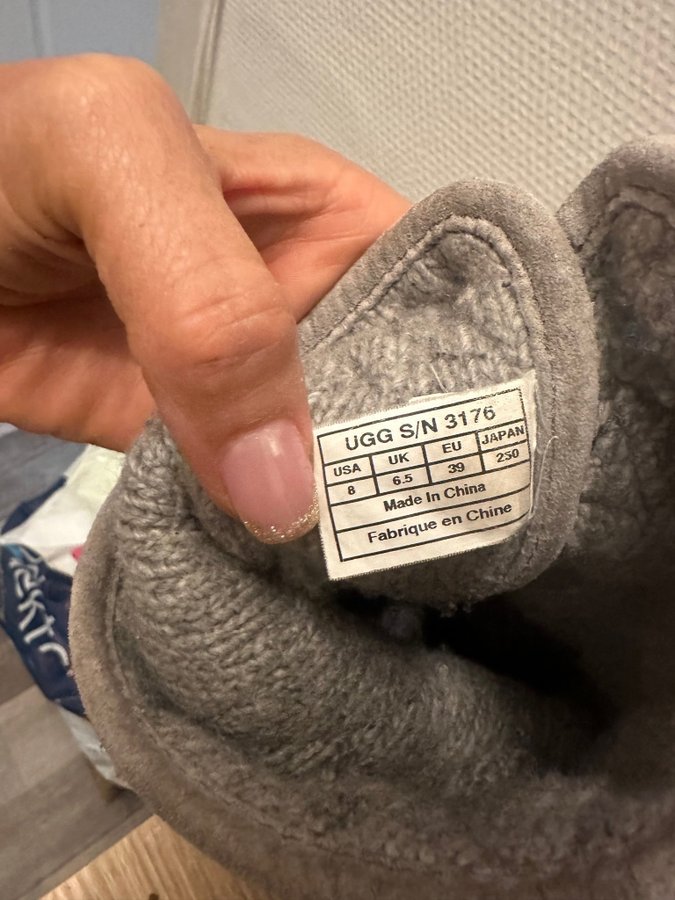 UGG S/N 3176
USA UK EU JAPAN
8 6.5 39 250
Made In China
Fabrique en Chine